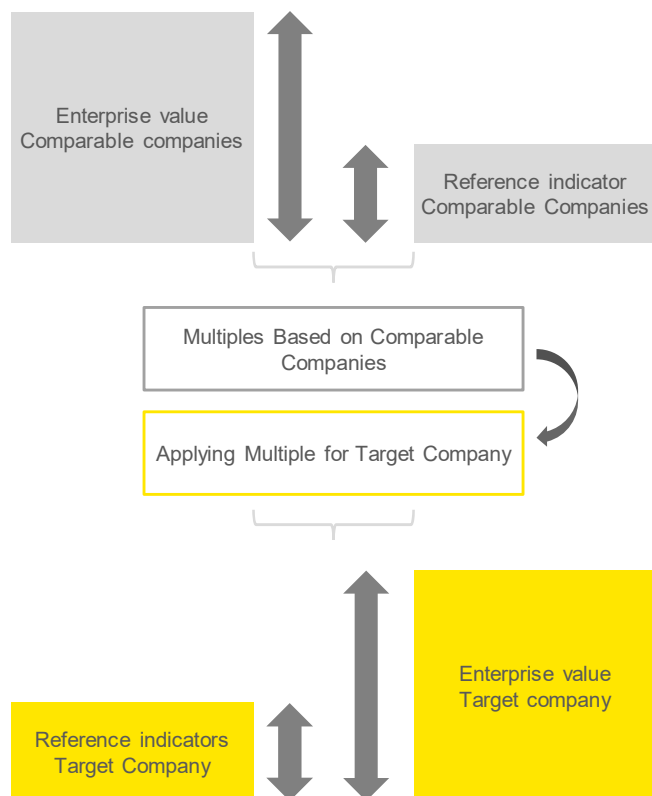 Enterprise value
Comparable companies
Reference indicator
Comparable Companies
Multiples Based on Comparable
Companies
Applying Multiple for Target Company
Enterprise value
Target company
Reference indicators
Target Company